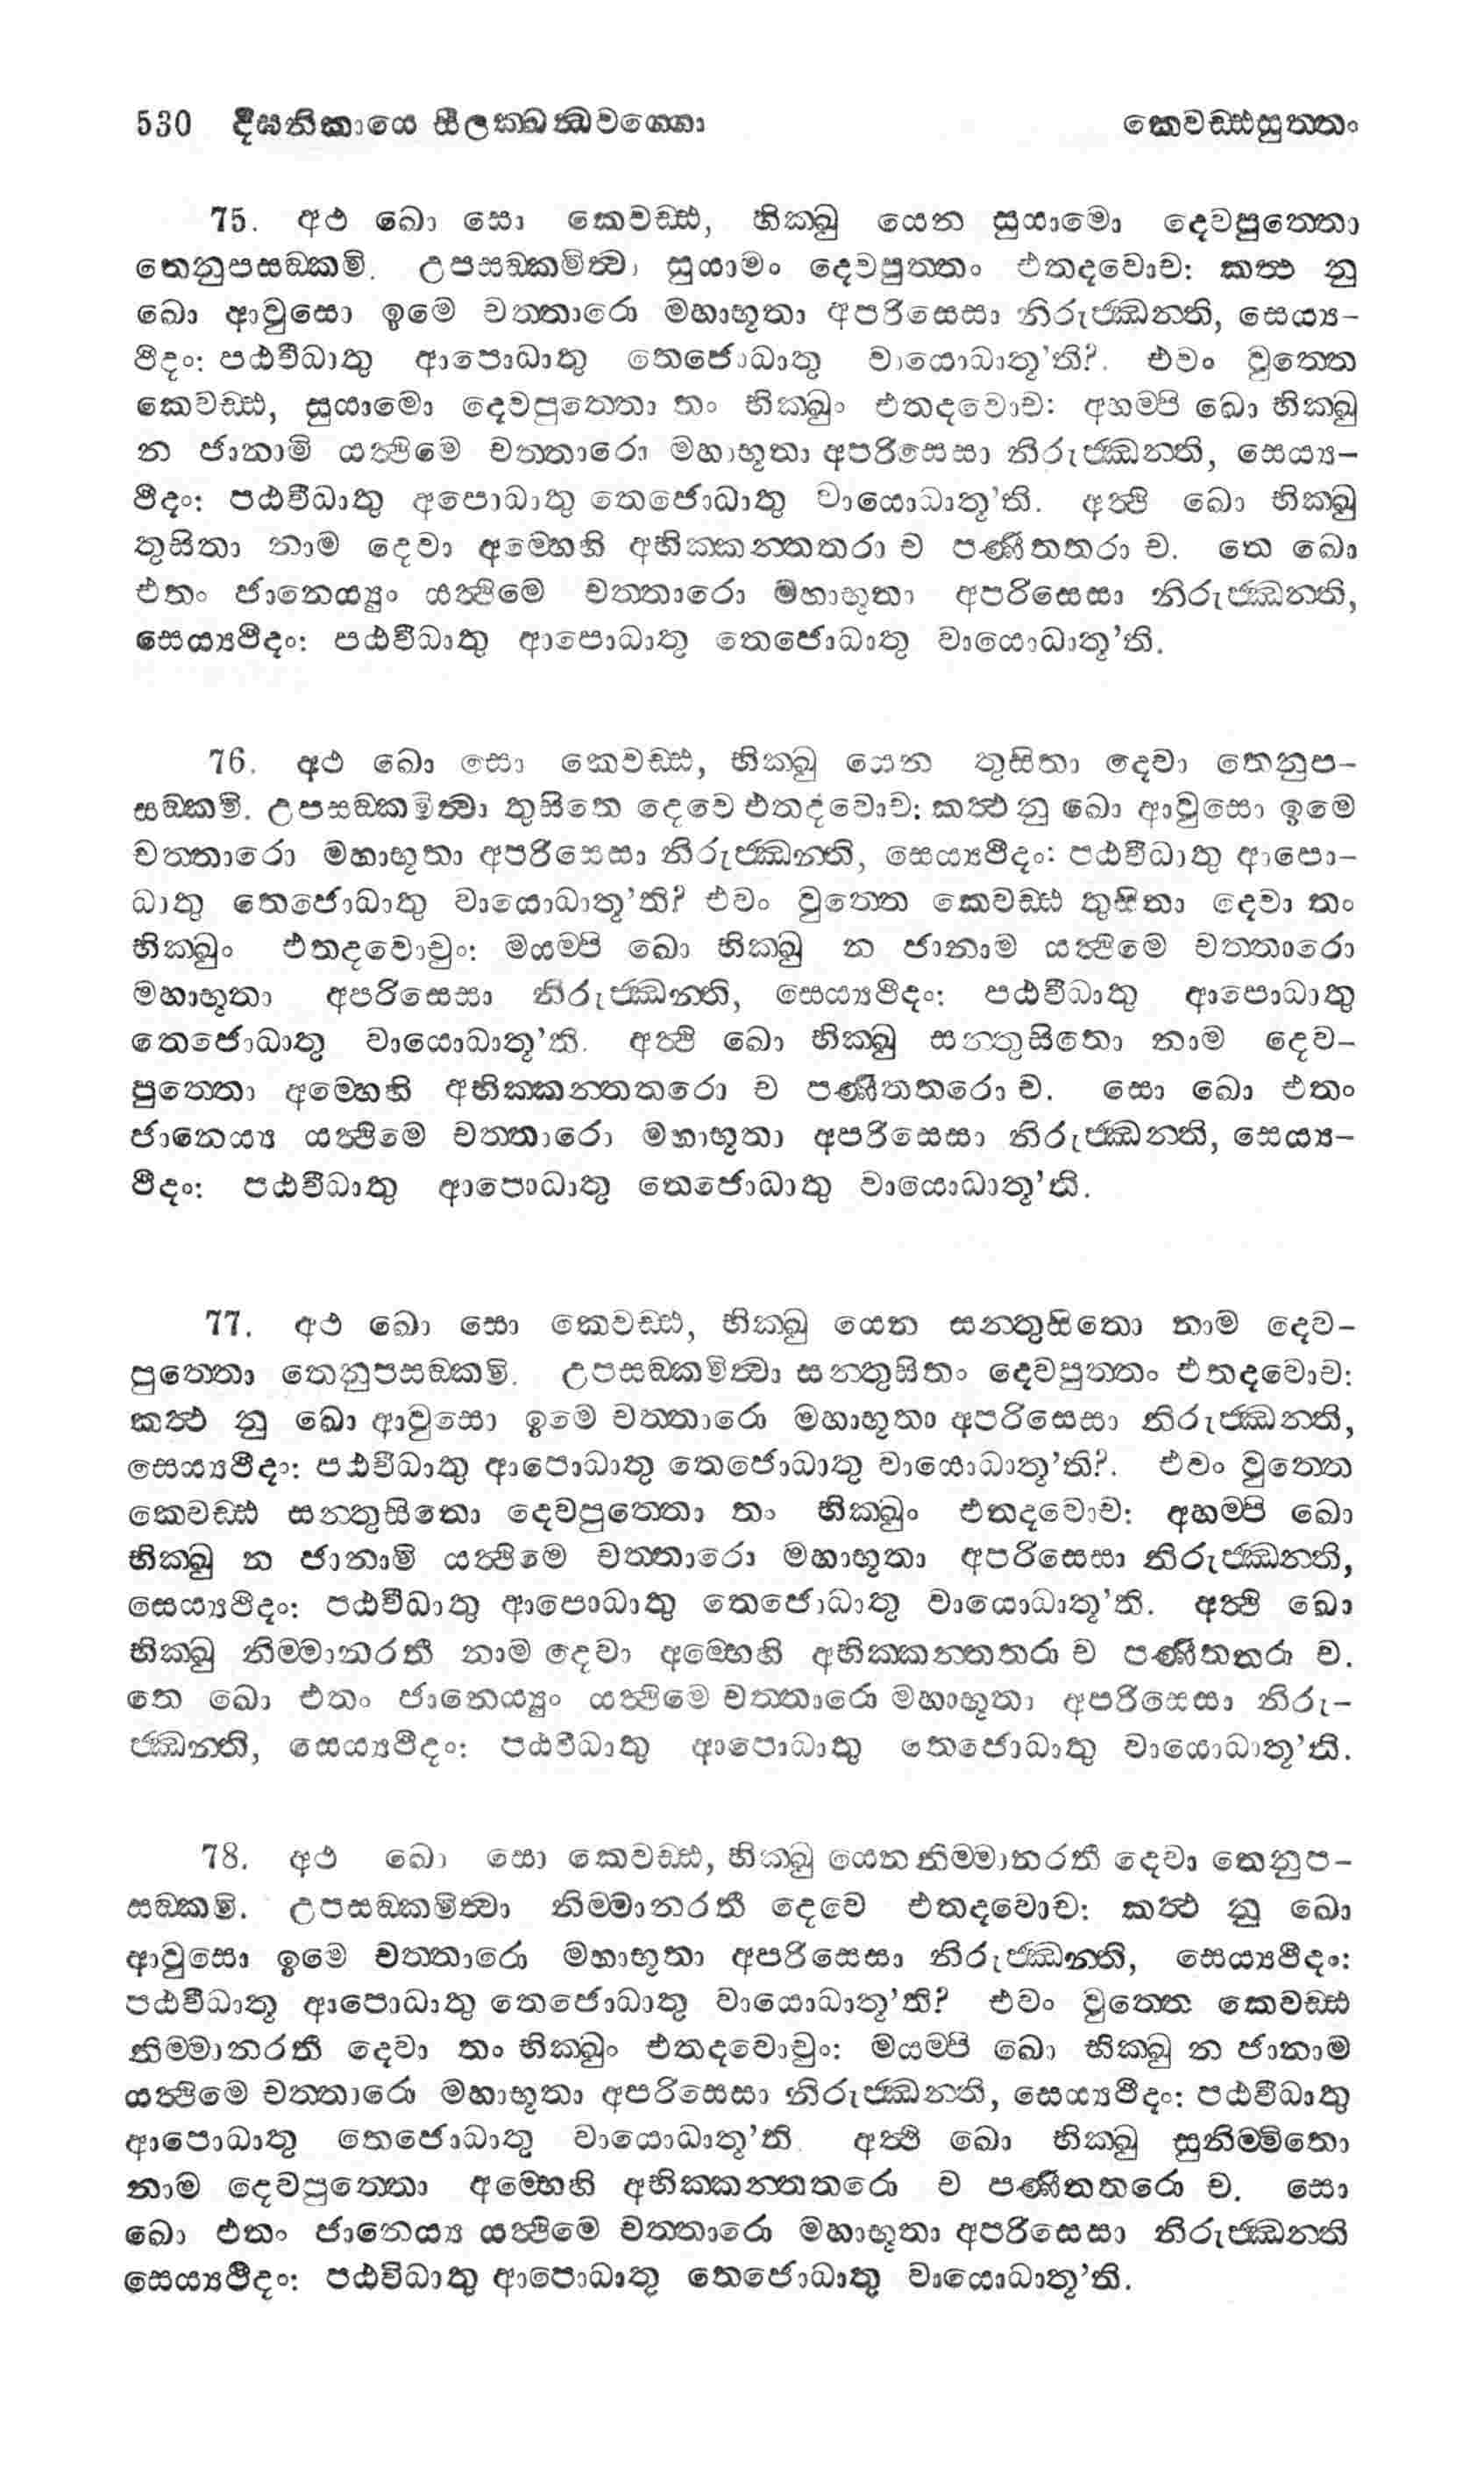 530 දීඝනිකායෙ සීලක්ඛන්ධවග්ගො කෙවඩ්ඪසුත්තං
75. අථ ඛො සො කෙවඩ්ඪ, භික්ඛු යෙන සුයාමො දෙවපුත්තො
තෙනුපසඞ්කමි. උපසඞ්කමිත්වා සුයාමං දෙවපුත්තං එතදවොච: කත්ථ නු
ඛො ආවුසො ඉමෙ චත්තාරො මහාභූතා අපරිසෙසා නිරුජ්ඣන්ති, සෙය්‍ය-
ථීදං: පඨවීධාතු ආපොධාතු තෙජොධාතු වායොධාතූ'ති?. එවං වුත්තෙ
කෙවඩ්ඪ, සුයාමො දෙවපුත්තො තං භික්ඛුං එතදවොච: අහම්පි ඛො භික්ඛු
න ජානාමි යත්ථිමෙ චත්තාරො මහාභූතා අපරිසෙසා නිරුජ්ඣන්ති, සෙය්‍ය-
ථීදං: පඨවීධාතු අපොධාතු තෙජොධාතු වායොධාතූ'ති. අත්ථි ඛො භික්ඛු
තුසිතා නාම දෙවා අම්හෙහි අභික්කන්තතරා ච පණීතතරා ච. තෙ ඛො
එතං ජානෙය්‍යුං යත්ථිමෙ චත්තාරො මහාභූතා අපරිසෙසා නිරුජ්ඣන්ති,
සෙය්‍යථීදං: පඨවීධාතු ආපොධාතු තෙජොධාතු වායොධාතූ'ති.
76. අථ ඛො සො කෙවඩ්ඪ, භික්ඛු යෙන තුසිතා දෙවා තෙනුප-
සඞ්කමි. උපසඞ්කමිත්වා තුසිතෙ දෙවෙ එතදවොච: කත්ථ නු ඛො ආවුසො ඉමෙ
චත්තාරො මහාභූතා අපරිසෙසා නිරුජ්ඣන්ති, සෙය්‍යථීදං: පඨවීධාතු ආපො-
ධාතු තෙජොධාතු වායොධාතූ'ති? එවං වුත්තෙ කෙවඩ්ඪ තුසිතා දෙවා තං
භික්ඛුං එතදවොචුං: මයම්පි ඛො භික්ඛු න ජානාම යත්ථිමෙ චත්තාරො
මහාභූතා අපරිසෙසා නිරුජ්ඣන්ති, සෙය්‍යථීදං: පඨවීධාතු ආපොධාතු
තෙජොධාතු වායොධාතූ'ති. අත්ථි ඛො භික්ඛු සන්තුසිතො නාම දෙව-
පුත්තො අම්හෙහි අභික්කන්තතරො ච පණීතතරො ච. සො ඛො එතං
ජානෙය්‍ය යත්ථිමෙ චත්තාරො මහාභූතා අපරිසෙසා නිරුජ්ඣන්ති, සෙය්‍ය-
ථීදං: පඨවීධාතු ආපොධාතු තෙජොධාතු වායොධාතූ'ති.
77. අථ ඛො සො කෙවඩ්ඪ, භික්ඛු යෙන සන්තුසිතො නාම දෙව-
පුත්තො තෙනුපසඞ්කමි. උපසඞ්කමිත්වා සන්තුසිතං දෙවපුත්තං එතදවොච:
කත්ථ නු ඛො ආවුසො ඉමෙ චත්තාරො මහාභූතා අපරිසෙසා නිරුජ්ඣන්ති,
සෙය්‍යථීදං: පඨවීධාතු ආපොධාතු තෙජොධාතු වායොධාතූ'ති?. එවං වුත්තෙ
කෙවඩ්ඪ සන්තුසිතො දෙවපුත්තො තං භික්ඛුං එතදවොච: අහම්පි ඛො
භික්ඛු න ජානාමි යත්ථිමෙ චත්තාරො මහාභූතා අපරිසෙසා නිරුජ්ඣන්ති,
සෙය්‍යථිදං: පඨවීධාතු ආපොධාතු තෙජොධාතු වායොධාතූ'ති. අත්ථි ඛො
භික්ඛු නිම්මානරතී නාම දෙවා අම්හෙහි අභික්කන්තතරා ච පණීතතරා ච.
තෙ ඛො එතං ජානෙය්‍යුං යත්ථිමෙ චත්තාරො මහාභූතා අපරිසෙසා නිරු-
ජ්ඣන්ති, සෙය්‍යථීදං: පඨවීධාතු ආපොධාතු තෙජොධාතු වායොධාතූ'ති.
78. අථ ඛො සො කෙවඩ්ඪ, භික්ඛු යෙන නිම්මානරතී දෙවා තෙනුප-
සඞ්කමි. උපසඞ්කමිත්වා නිම්මානරතී දෙවෙ එතදවොච: කත්ථ නු ඛො
ආවුසො ඉමෙ චත්තාරො මහාභූතා අපරිසෙසා නිරුජ්ඣන්ති, සෙය්‍යථීදං:
පඨවීධාතූ ආපොධාතු තෙජොධාතු වායොධාතූ'ති? එවං වුත්තෙ කෙවඩ්ඪ
නිම්මානරතී දෙවා තං භික්ඛුං එතදවොචුං: මයම්පි ඛො භික්ඛු න ජානාම
යත්ථිමෙ චත්තාරො මහාභූතා අපරිසෙසා නිරුජ්ඣන්ති, සෙය්‍යථීදං: පඨවීධාතු
ආපොධාතු තෙජොධාතු වායොධාතූ'ති. අත්ථි ඛො භික්ඛු සුනිම්මිතො
නාම දෙවපුත්තො අම්හෙහි අභික්කන්තතරො ච පණීතතරො ච. සො
ඛො එතං ජානෙය්‍ය යත්ථිමෙ චත්තාරො මහාභූතා අපරිසෙසා නිරුජ්ඣන්ති
සෙය්‍යථීදං: පඨවිධාතු ආපොධාතු තෙජොධාතු වායොධාතූ'ති.